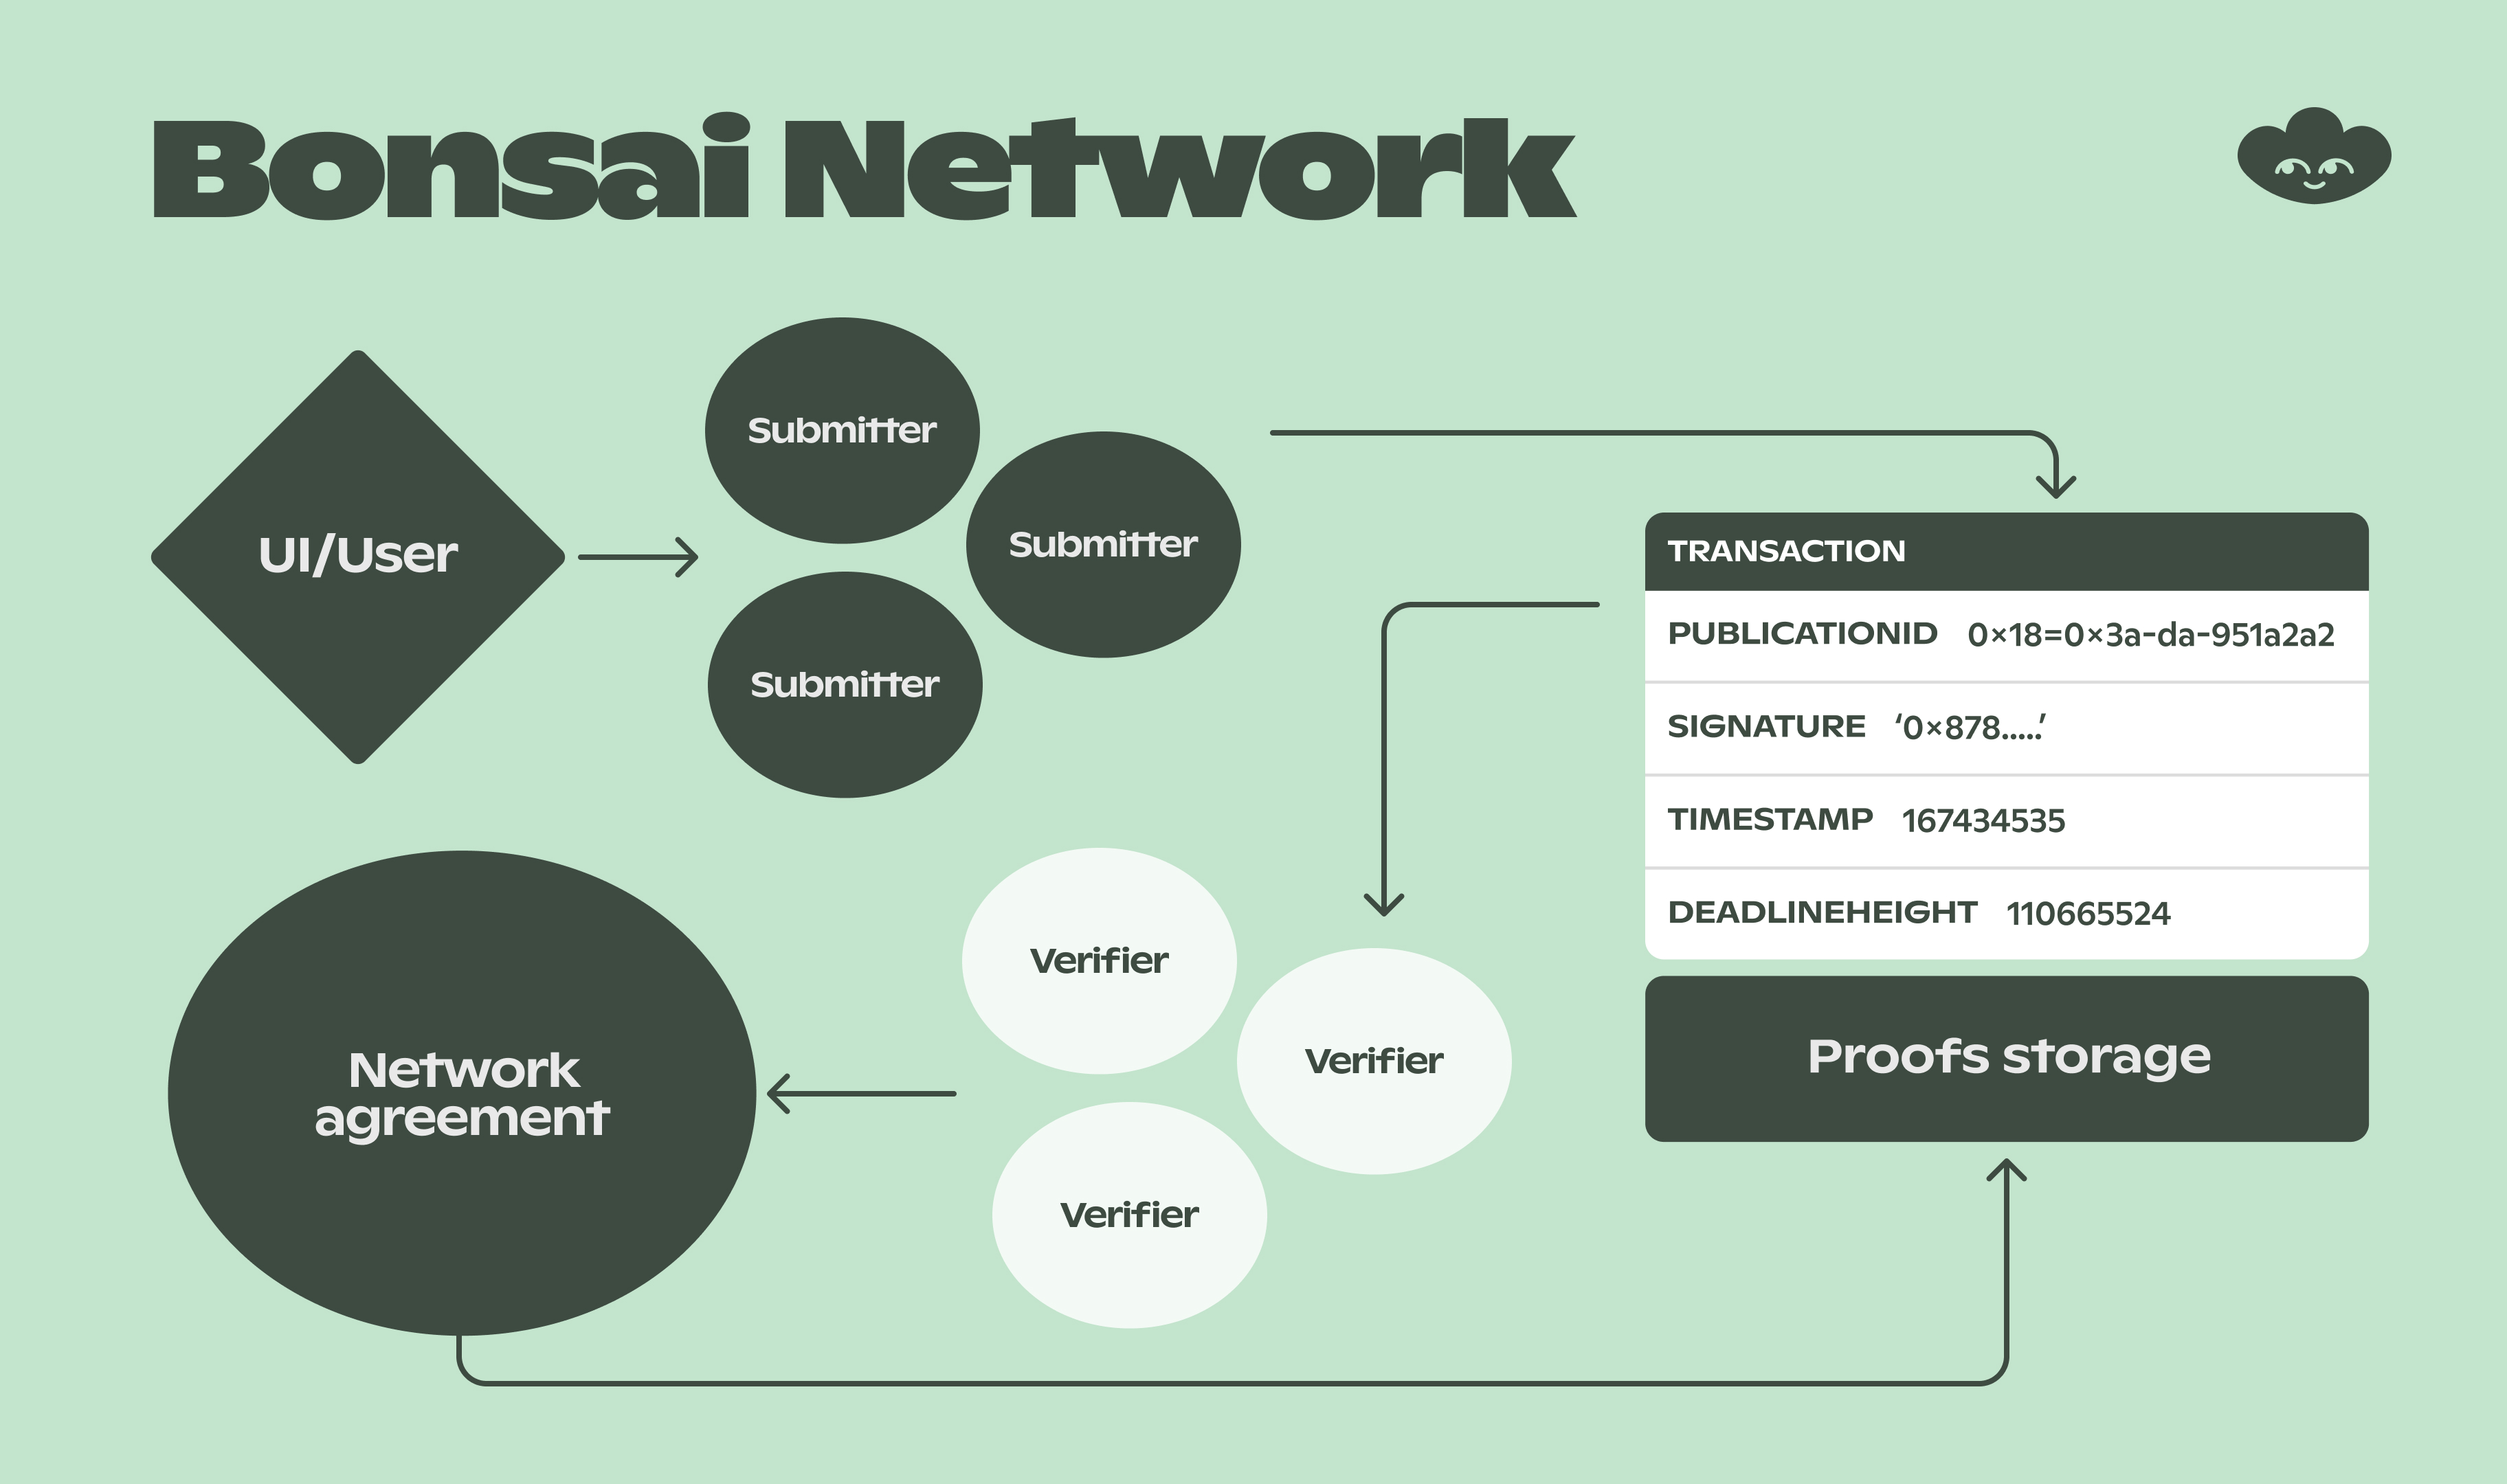 Bonsai Network
UI/User
Submitter
Submitter
Submitter
TRANSACTION
PUBLICATIONID 0×18=0×3a-da-951a2a2
SIGNATURE ‘0×878.....’
TIMESTAMP 167434535
DEADLINEHEIGHT 110665524
Proofs storage
Verifier
Verifier
Verifier
Network
agreement